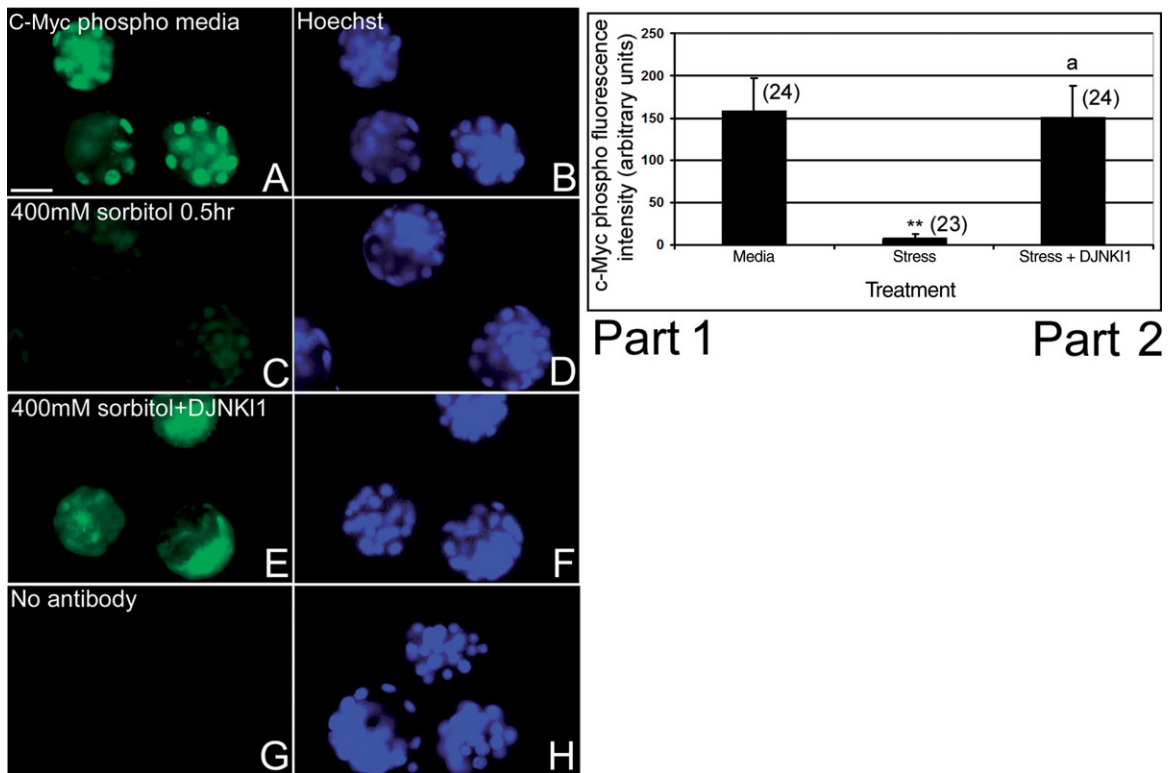 C-Myc phospho media
Hoechst
A
B
400mM sorbitol 0.5hr
C
D
400mM sorbitol+DJNKI1
E
F
No antibody
G
H
c-Myc phospho fluorescence
intensity (arbitrary units)
250
200
150
100
50
0
(24)
** (23)
a
(24)
Media
Stress
Stress + DJNKI1
Treatment
Part 1
Part 2